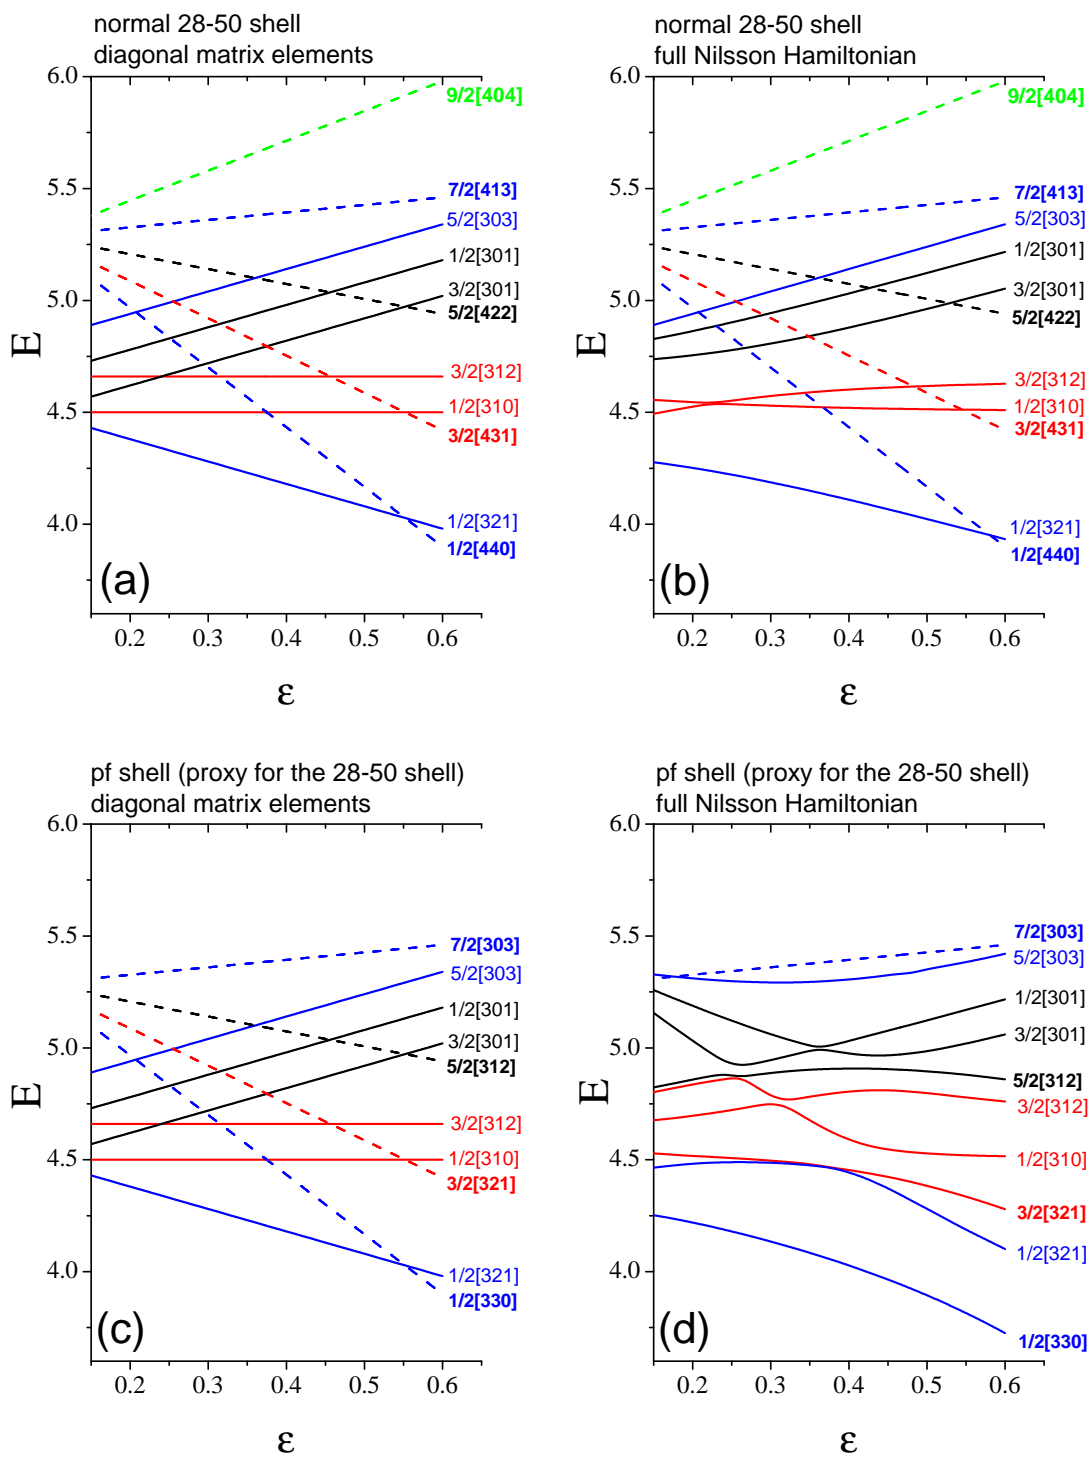 normal 28-50 shell
diagonal matrix elements
6.0
9/2[404]
5.5
7/2[413]
5/2[303]
1/2[301]
5.0
3/2[301]
5/2[422]
E
3/2[312]
4.5
1/2[310]
3/2[431]
4.0
1/2[321]
1/2[440]
(a)
0.2 0.3 0.4 0.5 0.6
ε
normal 28-50 shell
full Nilsson Hamiltonian
6.0
9/2[404]
5.5
7/2[413]
5/2[303]
1/2[301]
5.0
3/2[301]
5/2[422]
E
3/2[312]
4.5
1/2[310]
3/2[431]
4.0
1/2[321]
1/2[440]
(b)
0.2 0.3 0.4 0.5 0.6
ε
pf shell (proxy for the 28-50 shell)
diagonal matrix elements
6.0
5.5
7/2[303]
5/2[303]
1/2[301]
5.0
3/2[301]
5/2[312]
E
3/2[312]
4.5
1/2[310]
3/2[321]
4.0
1/2[321]
1/2[330]
(c)
0.2 0.3 0.4 0.5 0.6
ε
pf shell (proxy for the 28-50 shell)
full Nilsson Hamiltonian
6.0
5.5
7/2[303]
5/2[303]
1/2[301]
5.0
3/2[301]
5/2[312]
E
3/2[312]
4.5
1/2[310]
3/2[321]
1/2[321]
4.0
1/2[330]
(d)
0.2 0.3 0.4 0.5 0.6
ε